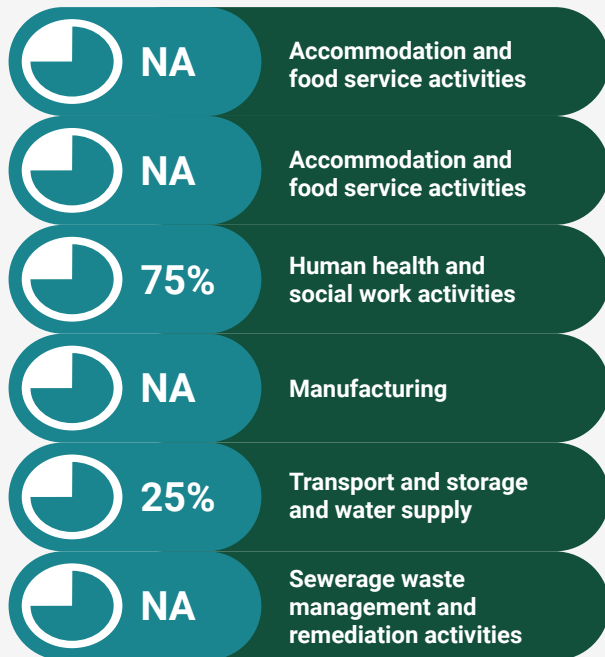 NA
Accommodation and
food service activities
NA
Accommodation and
food service activities
75%
Human health and
social work activities
NA
Manufacturing
25%
Transport and storage
and water supply
NA
Sewerage waste
management and
remediation activities